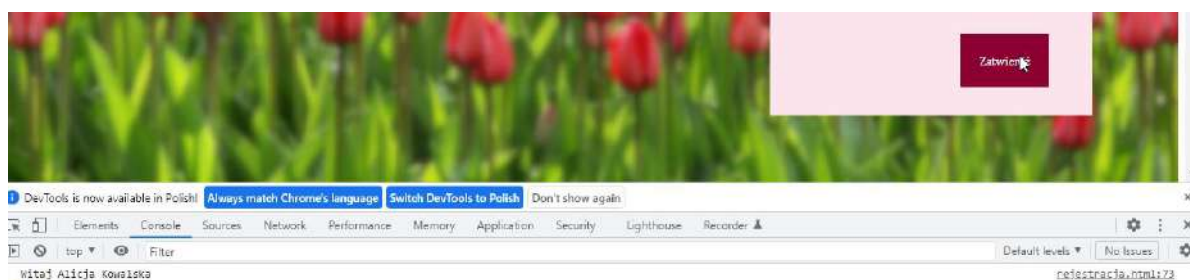 Zatwierdź
DevTools is now available in Polish! Always match Chrome's language Switch DevTools to Polish Don't show again
Elements Console Sources Network Performance Memory Application Security Lighthouse Recorder
top Filter Default levels No Issues
Witaj Alicja Kowalska rejestracja.html:73